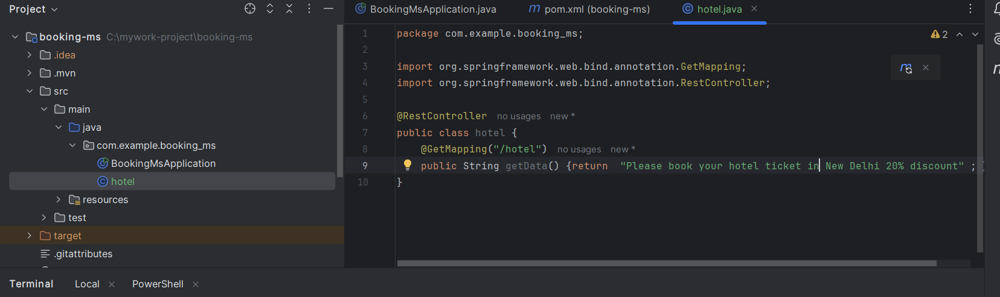 Project
BookingMsApplication.java
pom.xml (booking-ms)
hotel.java
booking-ms C:\mywork-project\booking-ms
.idea
.mvn
src
main
java
com.example.booking_ms
BookingMsApplication
hotel
resources
test
target
.gitattributes
1 package com.example.booking_ms;
2
3 import org.springframework.web.bind.annotation.GetMapping;
4 import org.springframework.web.bind.annotation.RestController;
5
6 @RestController no usages new *
7 public class hotel {
8 @GetMapping("/hotel") no usages new *
9 public String getData() {return "Please book your hotel ticket in New Delhi 20% discount" ;
10 }
2
Terminal Local PowerShell